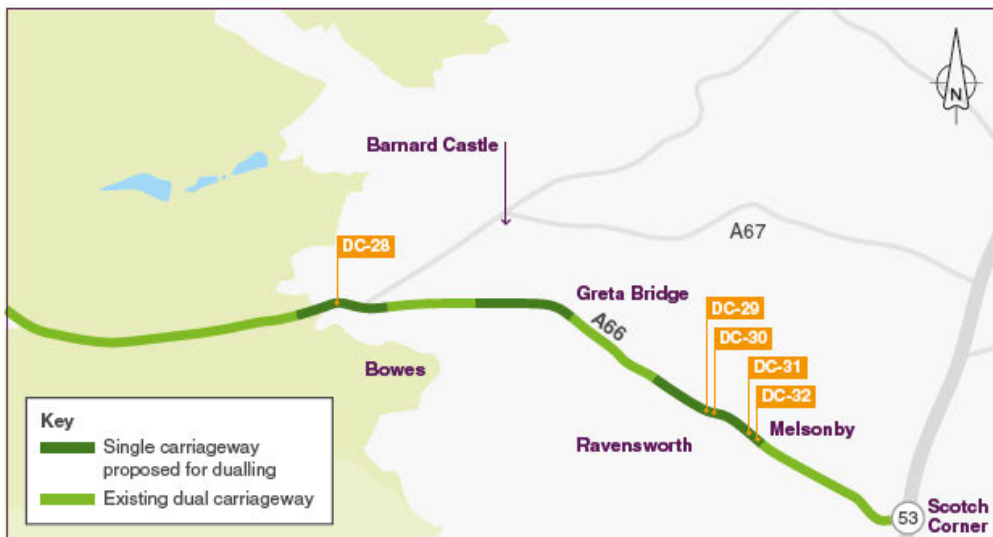 N
Barnard Castle
A67
DC-28
Greta Bridge
DC-29
A66
DC-30
DC-31
Bowes
DC-32
Key
Melsonby
Single carriageway
proposed for dualling
Ravensworth
Existing dual carriageway
53
Scotch
Corner